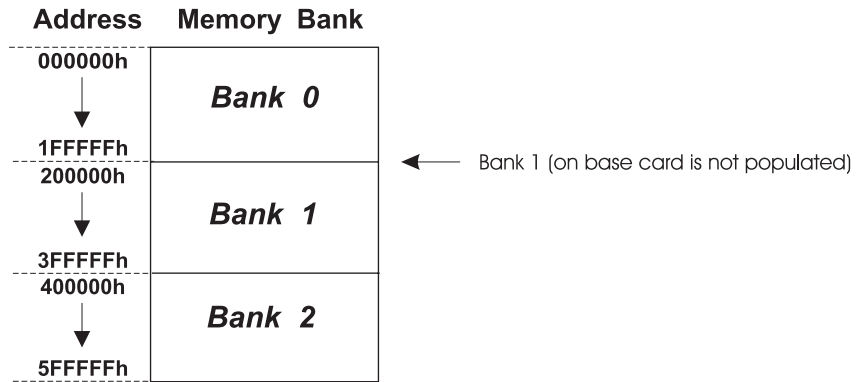 Address Memory Bank
000000h
Bank 0
1FFFFFh
Bank 1 (on base card is not populated)
200000h
Bank 1
3FFFFFh
400000h
Bank 2
5FFFFFh